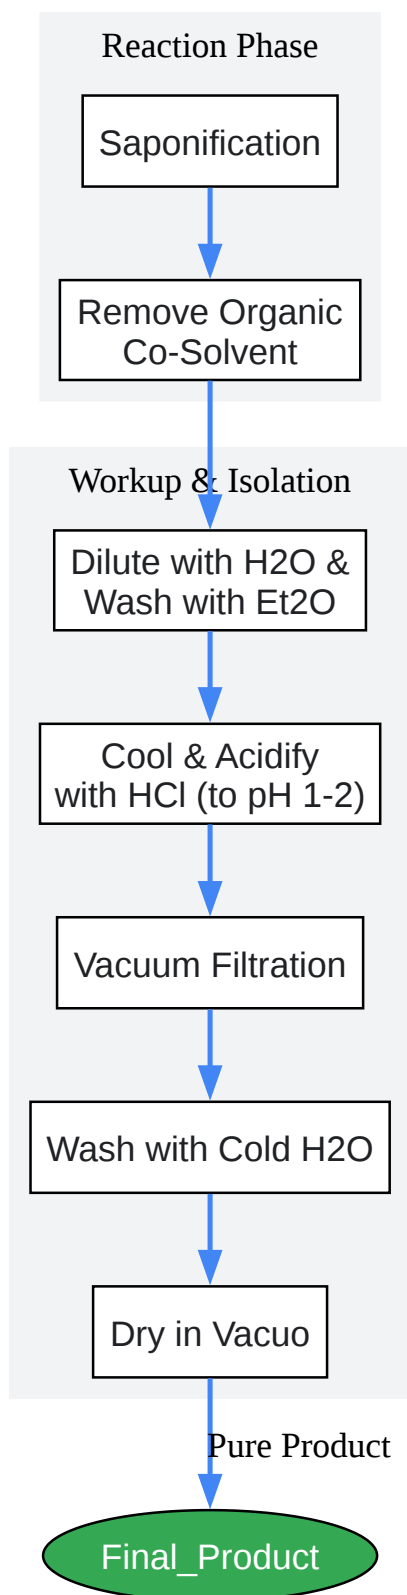 Reaction Phase
Saponification
Remove Organic
Co-Solvent
Workup & Isolation
Dilute with H2O &
Wash with Et2O
Cool & Acidify
with HCl (to pH 1-2)
Vacuum Filtration
Wash with Cold H2O
Dry in Vacuo
Pure Product
Final_Product